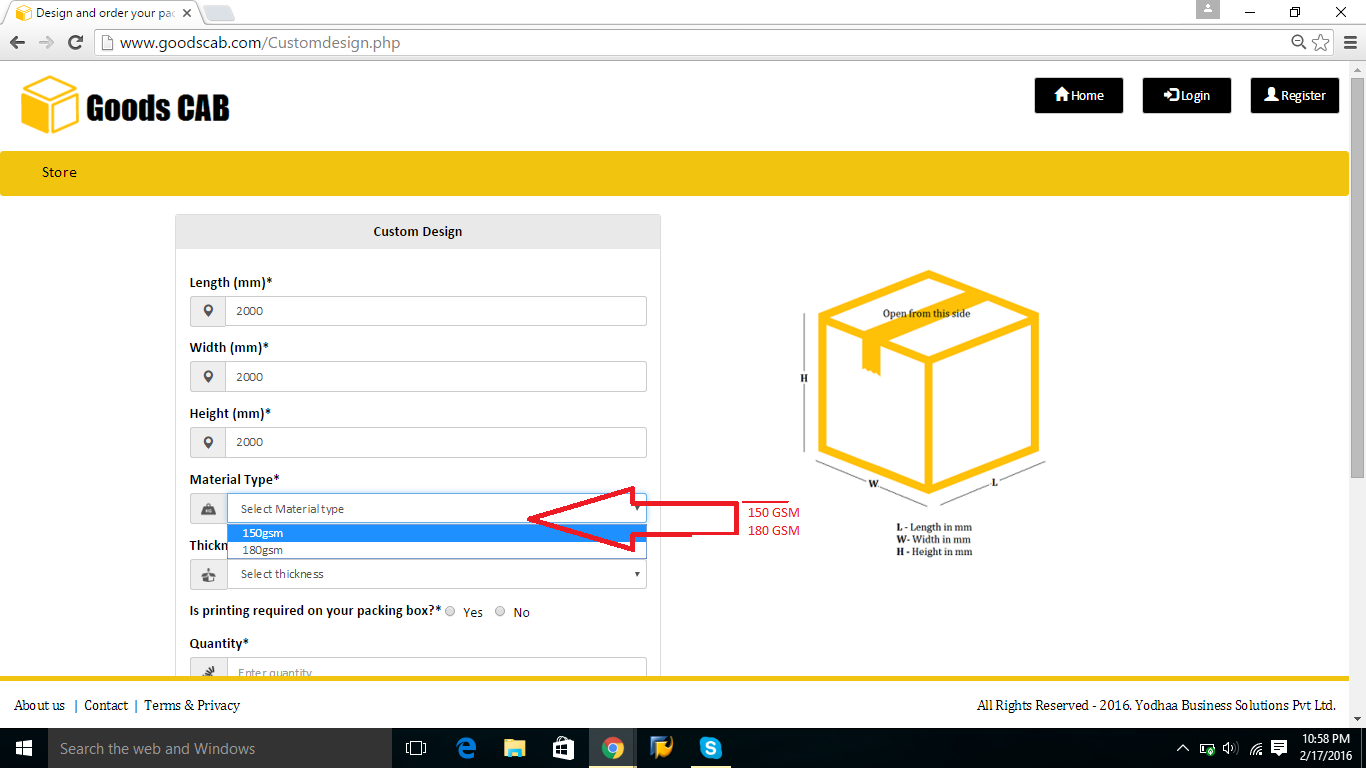 Design and order your pac
www.goodscab.com/Customdesign.php
Goods CAB
Home
Login
Register
Store
Custom Design
Length (mm)*
2000
Width (mm)*
2000
Height (mm)*
2000
Material Type*
Select Material type
150gsm
180gsm
Thickn
Select thickness
Is printing required on your packing box?* Yes No
Quantity*
Enter quantity
150 GSM
180 GSM
Open from this side
H
W
L
L - Length in mm
W- Width in mm
H - Height in mm
About us | Contact | Terms & Privacy
All Rights Reserved - 2016. Yodhaa Business Solutions Pvt Ltd.
Search the web and Windows
10:58 PM
2/17/2016